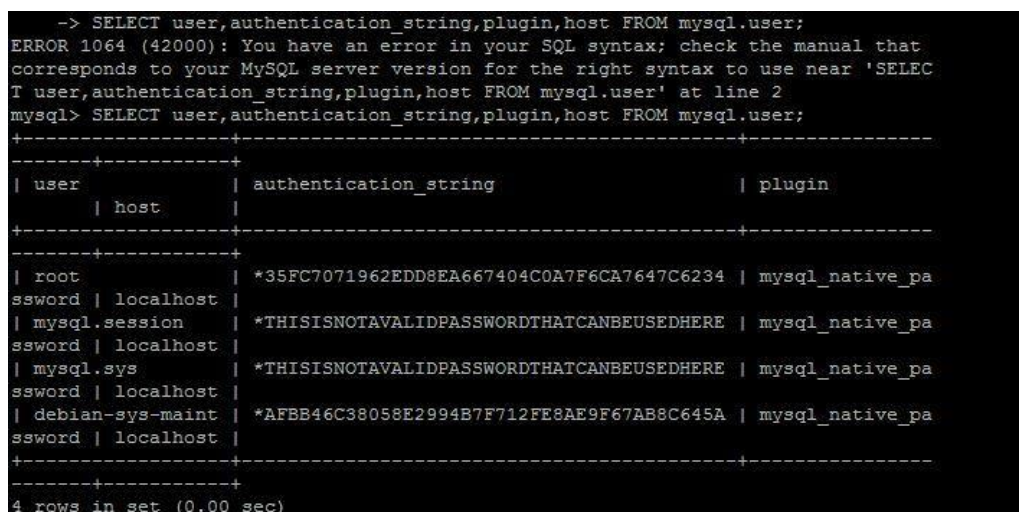 -> SELECT user,authentication_string,plugin,host FROM mysql.user;
ERROR 1064 (42000): You have an error in your SQL syntax; check the manual that
corresponds to your MySQL server version for the right syntax to use near 'SELEC
T user,authentication_string,plugin,host FROM mysql.user' at line 2
mysql> SELECT user,authentication_string,plugin,host FROM mysql.user;
+------------------+-------------------------------------------+----------------
-------+-----------+
| user             | authentication_string                     | plugin
       | host      |
+------------------+-------------------------------------------+----------------
-------+-----------+
| root             | *35FC7071962EDD8EA667404C0A7F6CA7647C6234 | mysql_native_pa
ssword | localhost |
| mysql.session    | *THISISNOTAVALIDPASSWORDTHATCANBEUSEDHERE | mysql_native_pa
ssword | localhost |
| mysql.sys        | *THISISNOTAVALIDPASSWORDTHATCANBEUSEDHERE | mysql_native_pa
ssword | localhost |
| debian-sys-maint | *AFBB46C38058E2994B7F712FE8AE9F67AB8C645A | mysql_native_pa
ssword | localhost |
+------------------+-------------------------------------------+----------------
-------+-----------+
4 rows in set (0.00 sec)